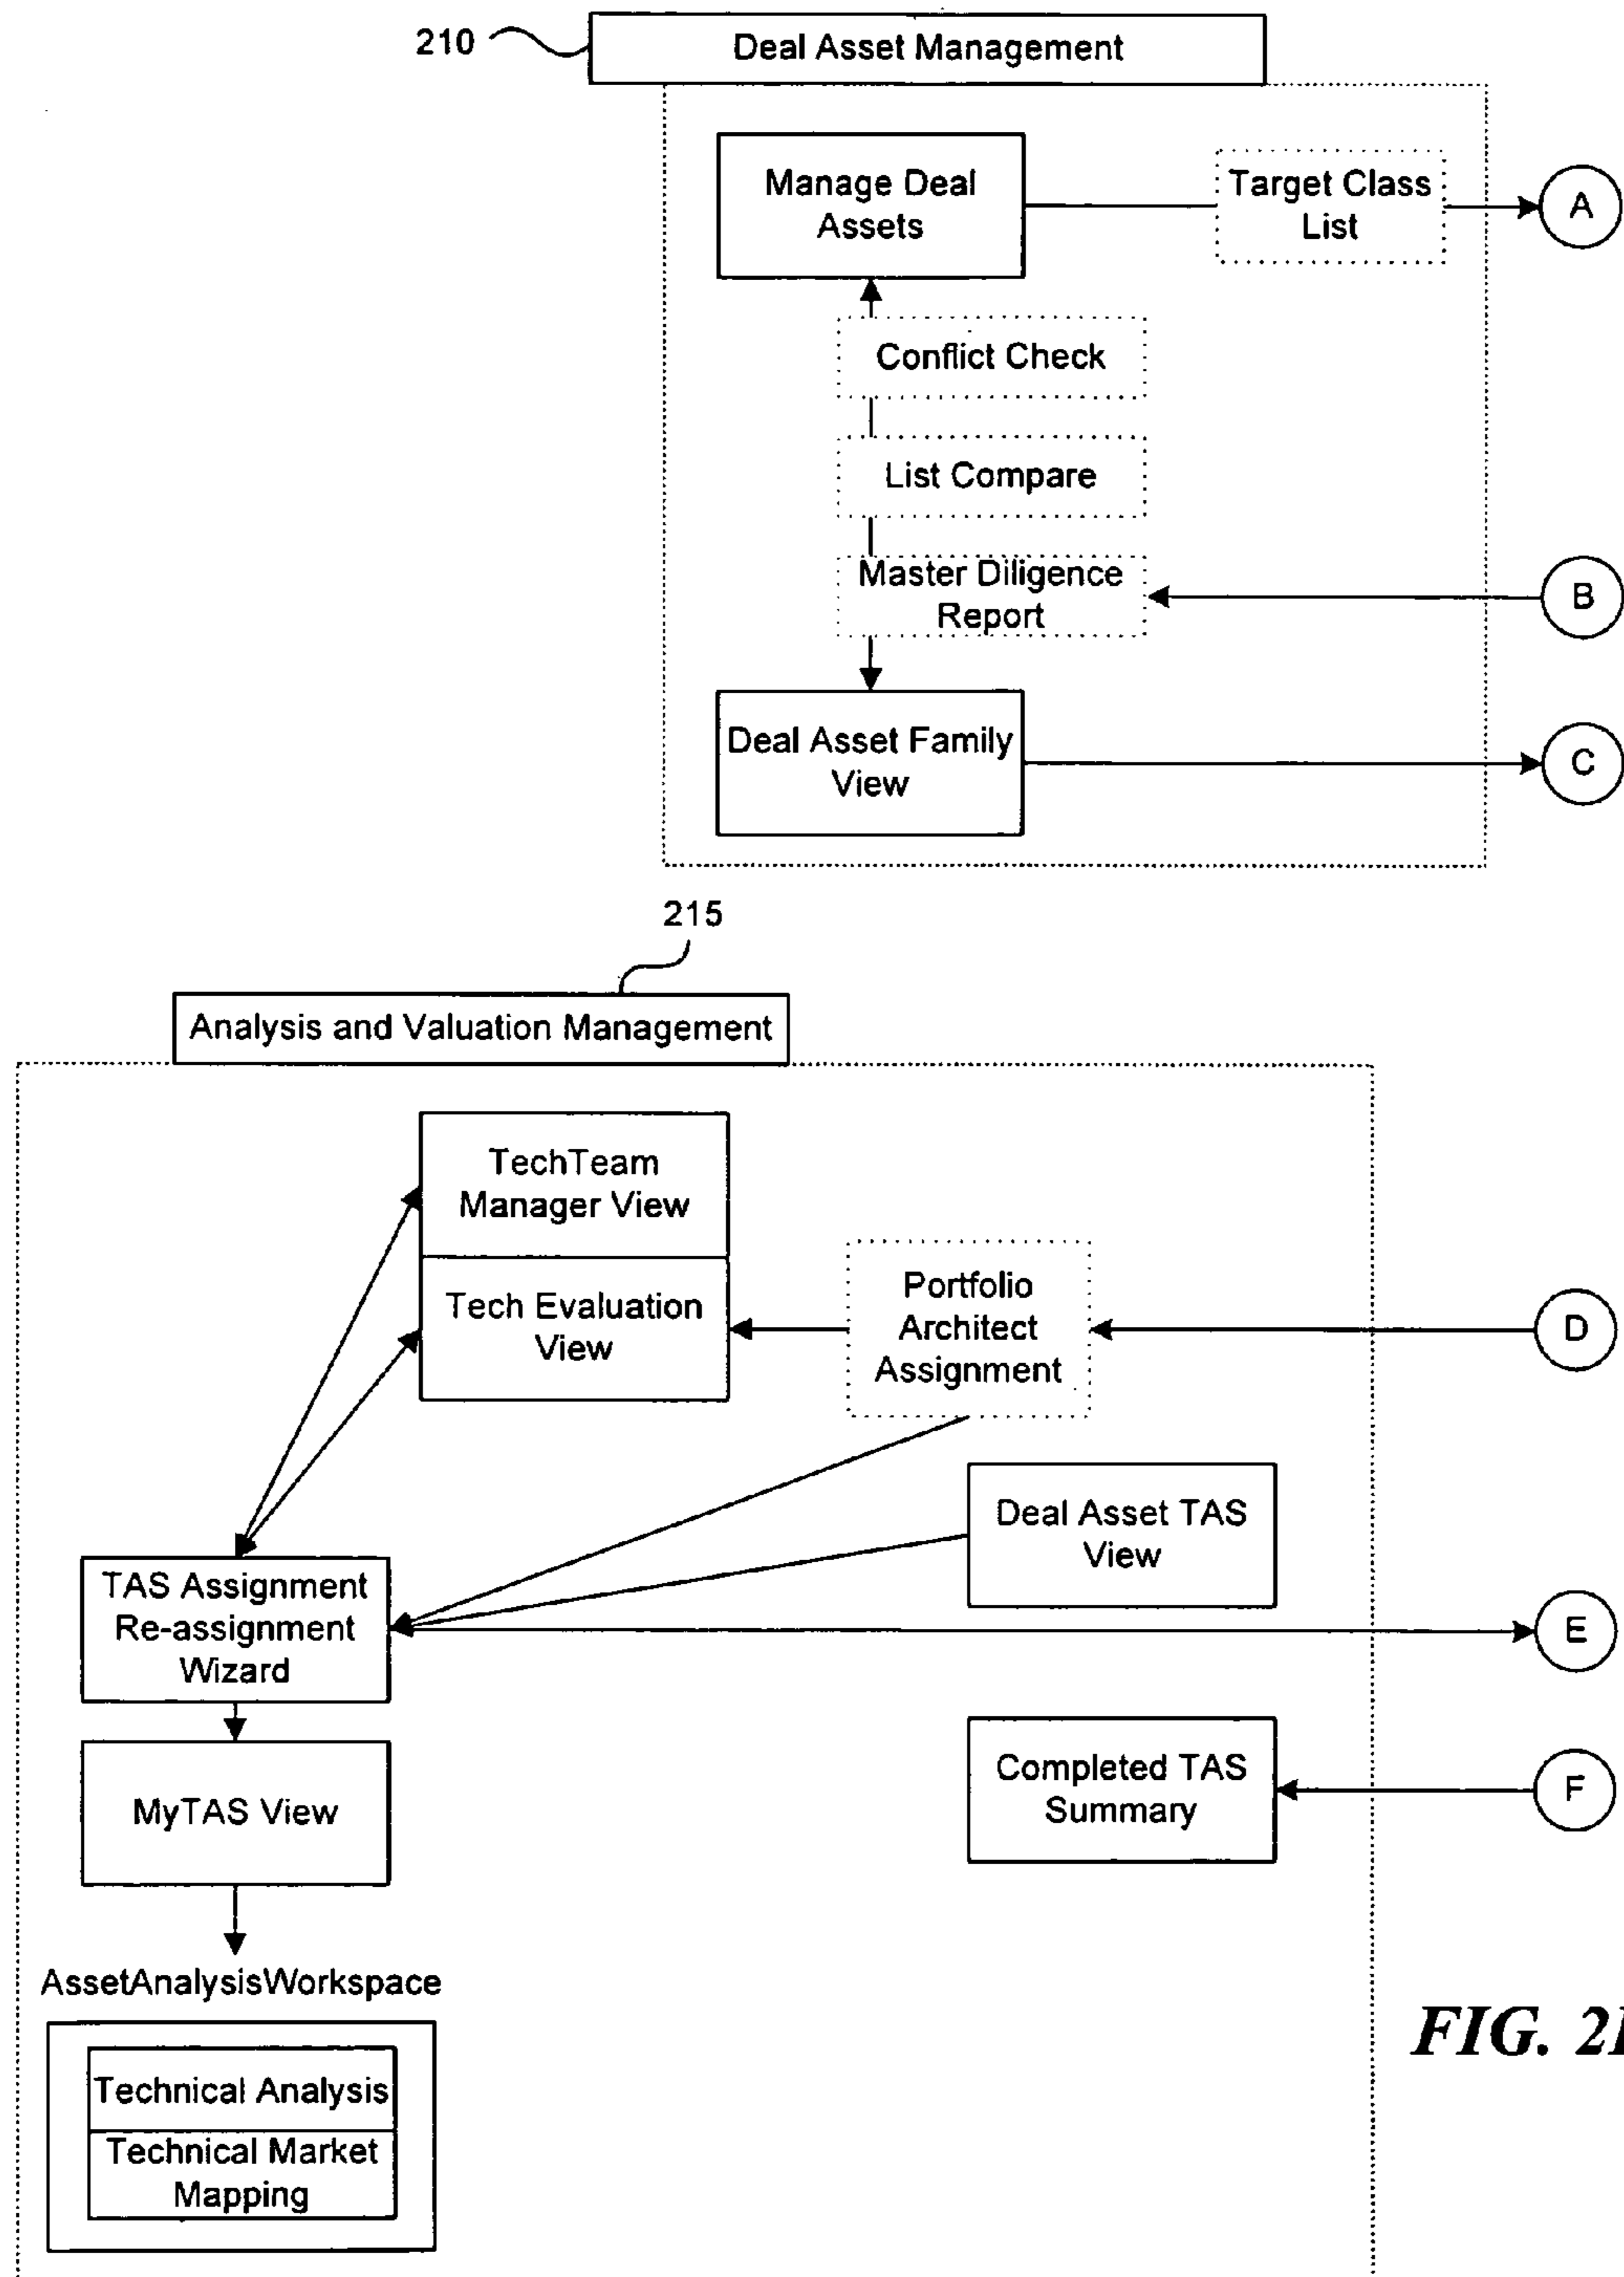 210
Deal Asset Management
Manage Deal
Assets
Target Class
List
A
Conflict Check
List Compare
Master Diligence
Report
B
Deal Asset Family
View
C
215
Analysis and Valuation Management
TechTeam
Manager View
Tech Evaluation
View
Portfolio
Architect
Assignment
D
Deal Asset TAS
View
TAS Assignment
Re-assignment
Wizard
E
MyTAS View
Completed TAS
Summary
F
AssetAnalysisWorkspace
Technical Analysis
Technical Market
Mapping
FIG.